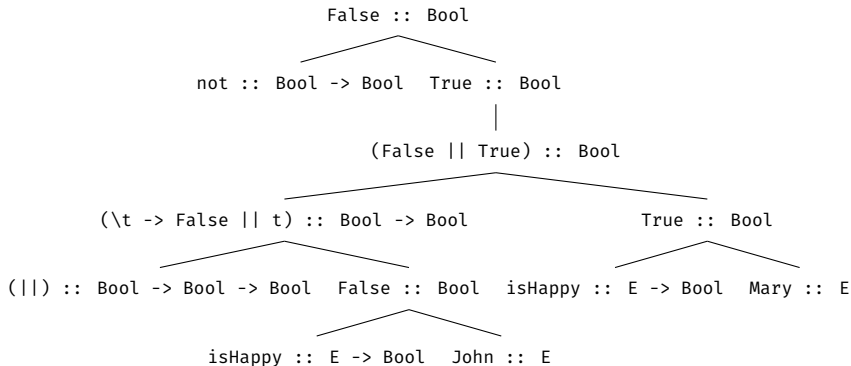 False :: Bool
not :: Bool -> Bool True :: Bool
(False || True) :: Bool
(\t -> False || t) :: Bool -> Bool True :: Bool
(||) :: Bool -> Bool -> Bool False :: Bool isHappy :: E -> Bool Mary :: E
isHappy :: E -> Bool John :: E